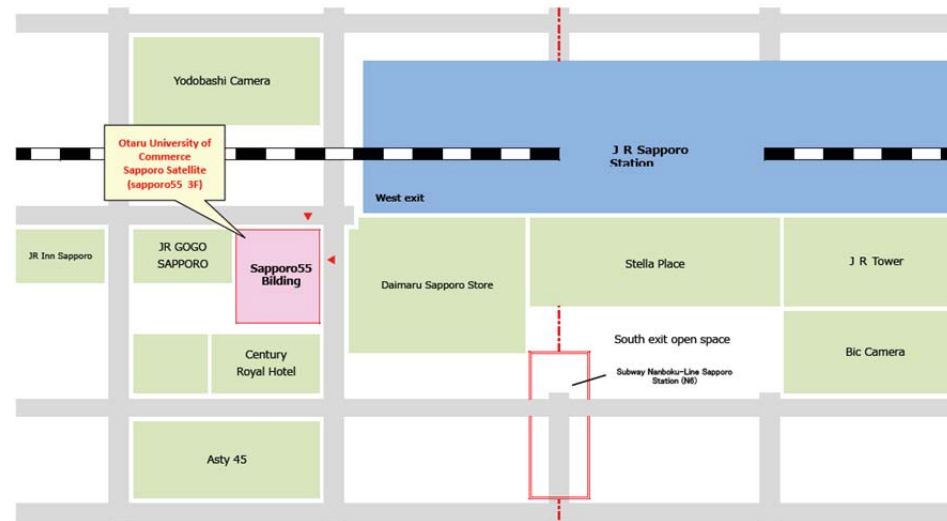 Yodobashi Camera
Otaru University of
Commerce
Sapporo Satellite
(sapporo55 3F)
J R Sapporo
Station
West exit
JR Inn Sapporo
JR GOGO
SAPPORO
Sapporo55
Bilding
Daimaru Sapporo Store
Stella Place
J R Tower
South exit open space
Subway Nanboku-Line Sapporo
Station (N6)
Bic Camera
Century
Royal Hotel
Asty 45